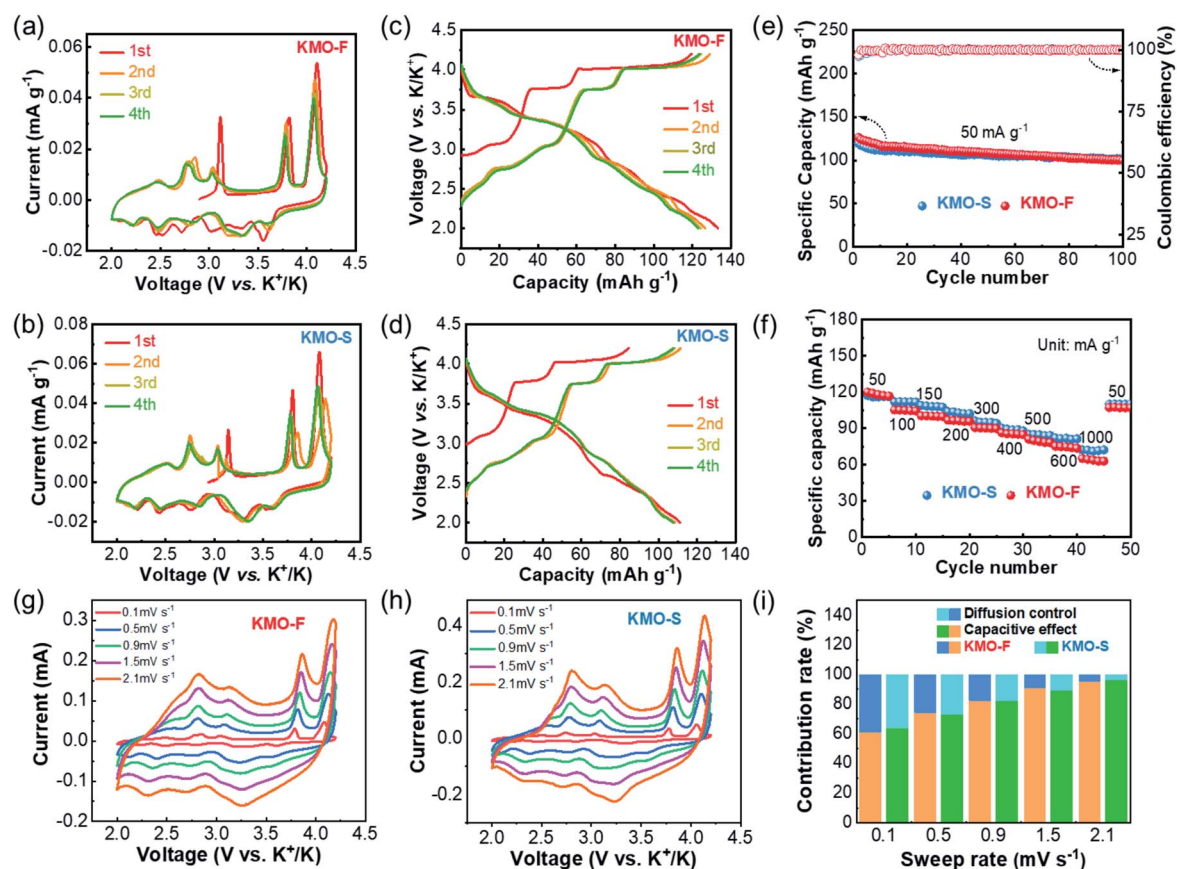 (a)
KMO-F
1st
2nd
3rd
4th
0.06
0.04
0.02
0.00
-0.02
Current (mA g⁻¹)
2.0 2.5 3.0 3.5 4.0 4.5
Voltage (V vs. K⁺/K)
(c)
KMO-F
1st
2nd
3rd
4th
4.5
4.0
3.5
3.0
2.5
2.0
Voltage (V vs. K/K⁺)
0 20 40 60 80 100 120 140
Capacity (mAh g⁻¹)
(e)
250
200
150
100
50
0
Specific Capacity (mAh g⁻¹)
50 mA g⁻¹
KMO-S KMO-F
100
75
50
25
Coulombic efficiency (%)
20 40 60 80 100
Cycle number
(b)
KMO-S
1st
2nd
3rd
4th
0.08
0.06
0.04
0.02
0.00
-0.02
Current (mA g⁻¹)
2.0 2.5 3.0 3.5 4.0 4.5
Voltage (V vs. K⁺/K)
(d)
KMO-S
1st
2nd
3rd
4th
4.5
4.0
3.5
3.0
2.5
2.0
Voltage (V vs. K/K⁺)
0 20 40 60 80 100 120 140
Capacity (mAh g⁻¹)
(f)
180
150
120
90
60
30
0
Specific capacity (mAh g⁻¹)
Unit: mA g⁻¹
50 150 300 500 1000 50
100 200 400 600
KMO-S KMO-F
0 10 20 30 40 50
Cycle number
(g)
KMO-F
0.1mV s⁻¹
0.5mV s⁻¹
0.9mV s⁻¹
1.5mV s⁻¹
2.1mV s⁻¹
0.3
0.2
0.1
0.0
-0.1
-0.2
Current (mA)
2.0 2.5 3.0 3.5 4.0 4.5
Voltage (V vs. K⁺/K)
(h)
KMO-S
0.1mV s⁻¹
0.5mV s⁻¹
0.9mV s⁻¹
1.5mV s⁻¹
2.1mV s⁻¹
0.4
0.2
0.0
-0.2
Current (mA)
2.0 2.5 3.0 3.5 4.0 4.5
Voltage (V vs. K⁺/K)
(i)
Diffusion control
Capacitive effect
KMO-F KMO-S
140
120
100
80
60
40
20
0
Contribution rate (%)
0.1 0.5 0.9 1.5 2.1
Sweep rate (mV s⁻¹)